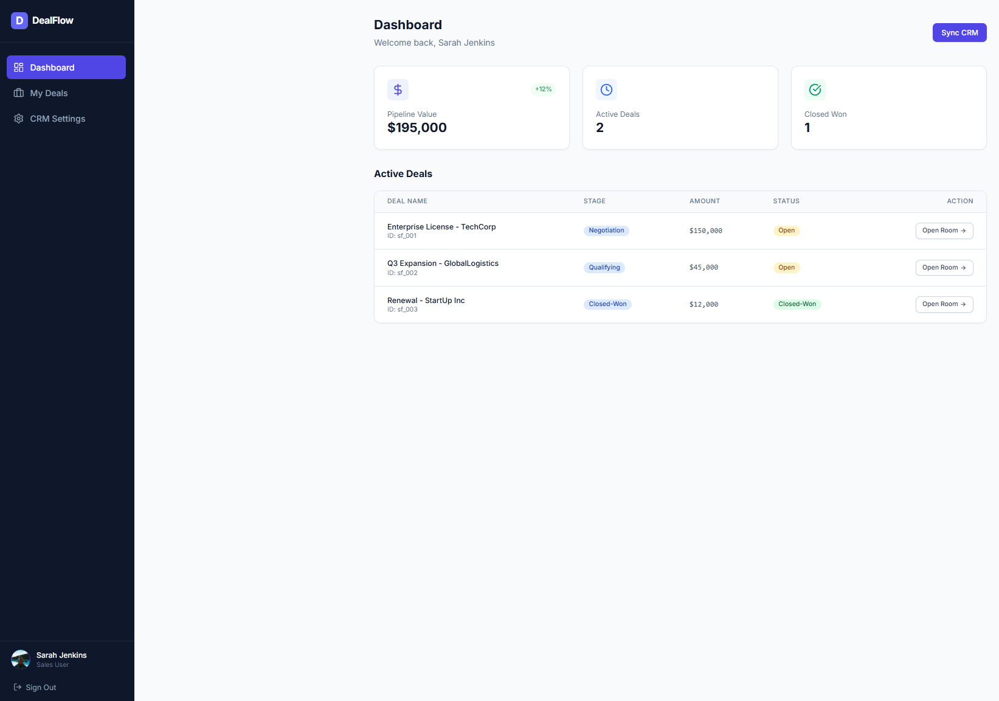 D DealFlow
Dashboard
My Deals
CRM Settings
Sarah Jenkins
Sales User
Sign Out
Dashboard
Welcome back, Sarah Jenkins
Sync CRM
+12%
Pipeline Value
$195,000
Active Deals
2
Closed Won
1
Active Deals
DEAL NAME STAGE AMOUNT STATUS ACTION
Enterprise License - TechCorp Negotiation $150,000 Open Open Room →
ID: sf_001
Q3 Expansion - GlobalLogistics Qualifying $45,000 Open Open Room →
ID: sf_002
Renewal - StartUp Inc Closed-Won $12,000 Closed-Won Open Room →
ID: sf_003